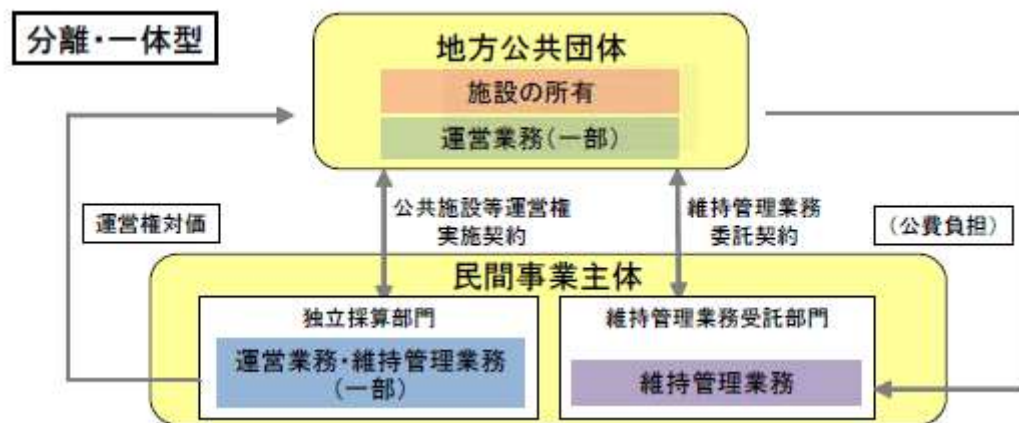 分離・一体型
地方公共団体
施設の所有
運営業務(一部)
運営権対価
公共施設等運営権
実施契約
維持管理業務
委託契約
(公費負担)
民間事業主体
独立採算部門
運営業務・維持管理業務
(一部)
維持管理業務受託部門
維持管理業務